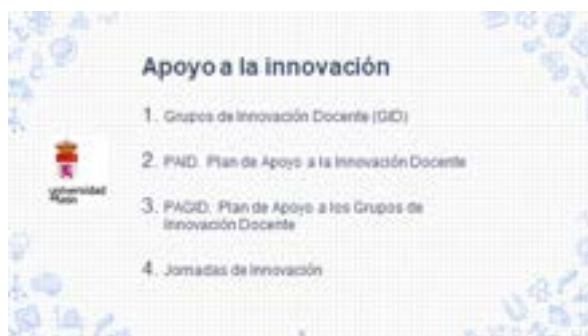 Apoyo a la innovación
1. Grupos de Innovación Docente (GID)
2. PAID. Plan de Apoyo a la Innovación Docente
3. PAGID. Plan de Apoyo a los Grupos de
Innovación Docente
universidad
león
4. Jornadas de Innovación